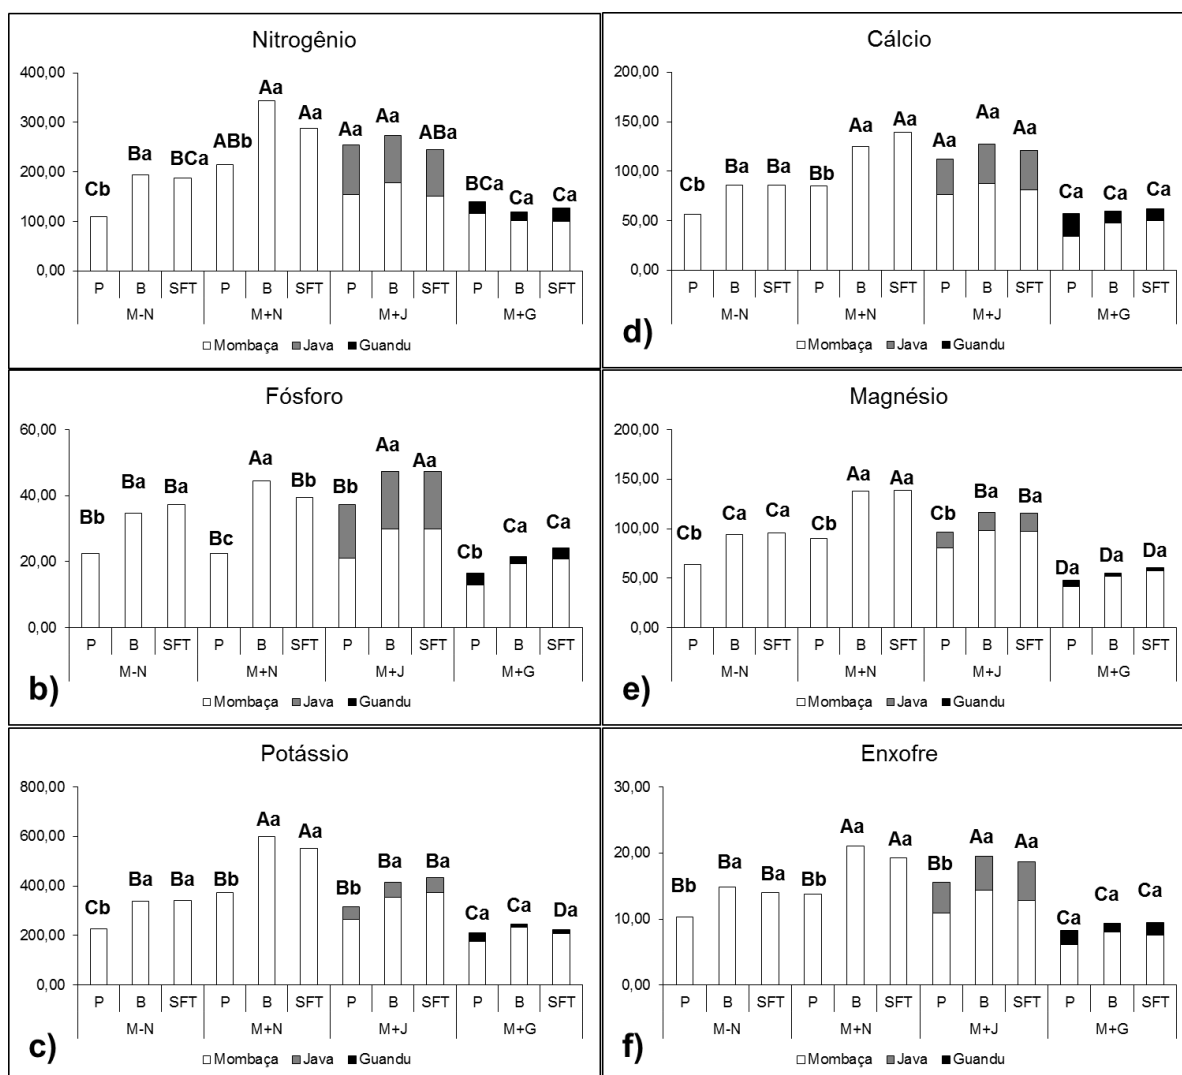 Nitrogênio
400,00
300,00
200,00
100,00
0,00
Cb Ba BCa ABb Aa Aa Aa Aa ABa BCa Ca Ca
P B SFT P B SFT P B SFT P B SFT
M-N M+N M+J M+G
Mombaça Java Guandu
Cálcio
200,00
150,00
100,00
50,00
0,00
Cb Ba Ba Bb Aa Aa Aa Aa Aa Ca Ca Ca
P B SFT P B SFT P B SFT P B SFT
M-N M+N M+J M+G
d)
Mombaça Java Guandu
Fósforo
60,00
40,00
20,00
0,00
Bb Ba Ba Bc Aa Bb Bb Aa Aa Cb Ca Ca
P B SFT P B SFT P B SFT P B SFT
M-N M+N M+J M+G
b)
Mombaça Java Guandu
Magnésio
200,00
150,00
100,00
50,00
0,00
Cb Ca Ca Cb Aa Aa Cb Ba Ba Da Da Da
P B SFT P B SFT P B SFT P B SFT
M-N M+N M+J M+G
e)
Mombaça Java Guandu
Potássio
800,00
600,00
400,00
200,00
0,00
Cb Ba Ba Bb Aa Aa Bb Ba Ba Ca Ca Da
P B SFT P B SFT P B SFT P B SFT
M-N M+N M+J M+G
c)
Mombaça Java Guandu
Enxofre
30,00
20,00
10,00
0,00
Bb Ba Ba Bb Aa Aa Bb Aa Aa Ca Ca Ca
P B SFT P B SFT P B SFT P B SFT
M-N M+N M+J M+G
f)
Mombaça Java Guandu